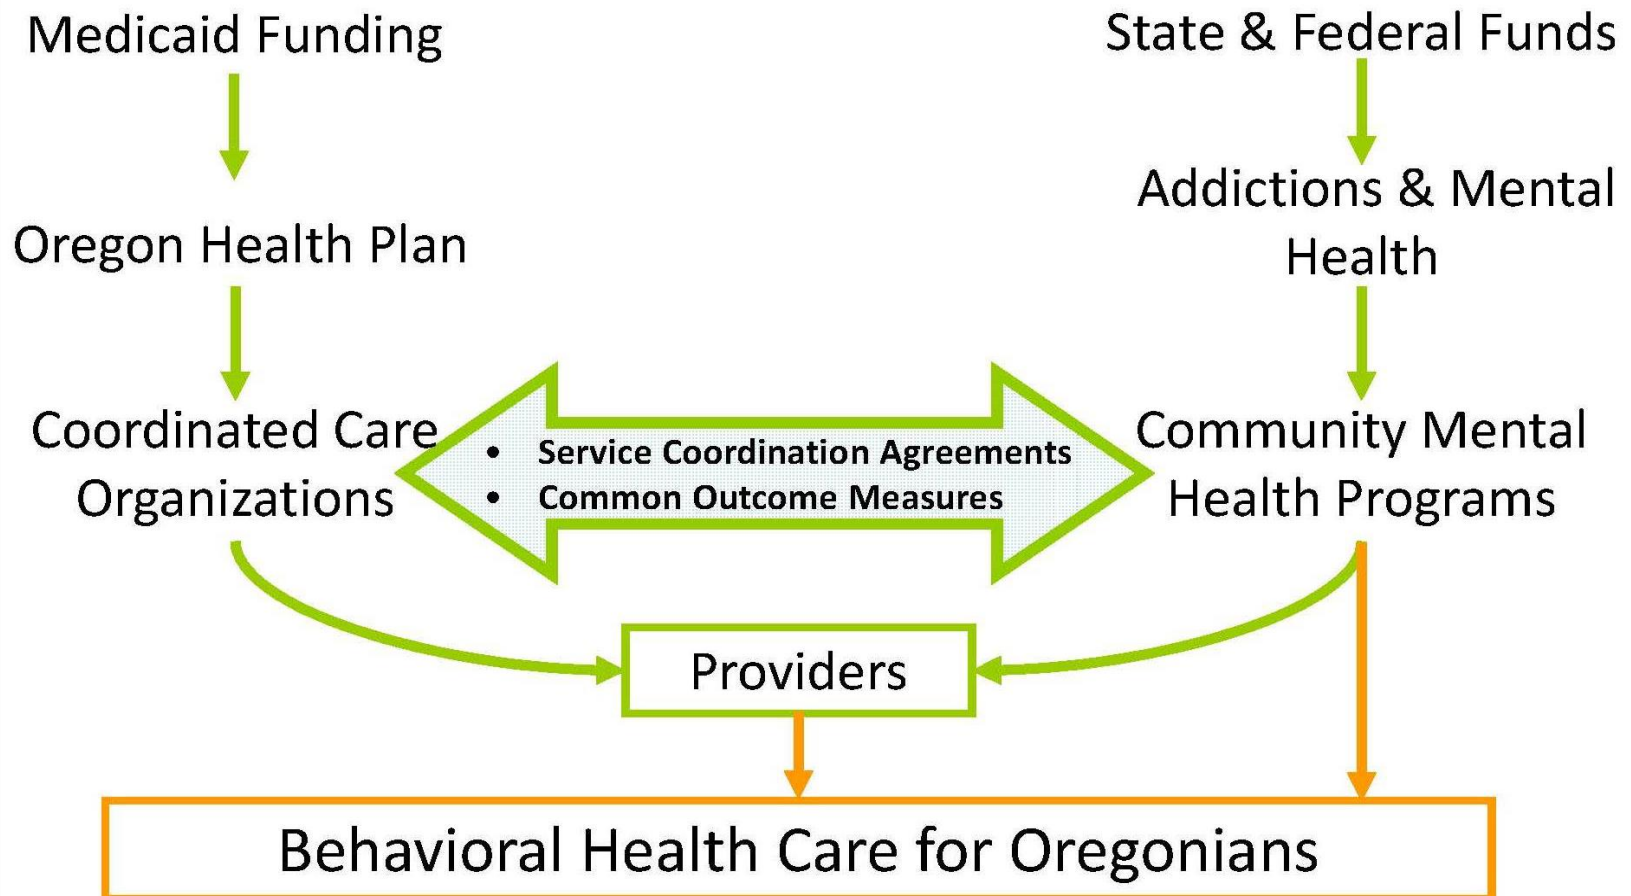 Medicaid Funding
State & Federal Funds
Oregon Health Plan
Addictions & Mental
Health
Coordinated Care
Organizations
• Service Coordination Agreements
• Common Outcome Measures
Community Mental
Health Programs
Providers
Behavioral Health Care for Oregonians